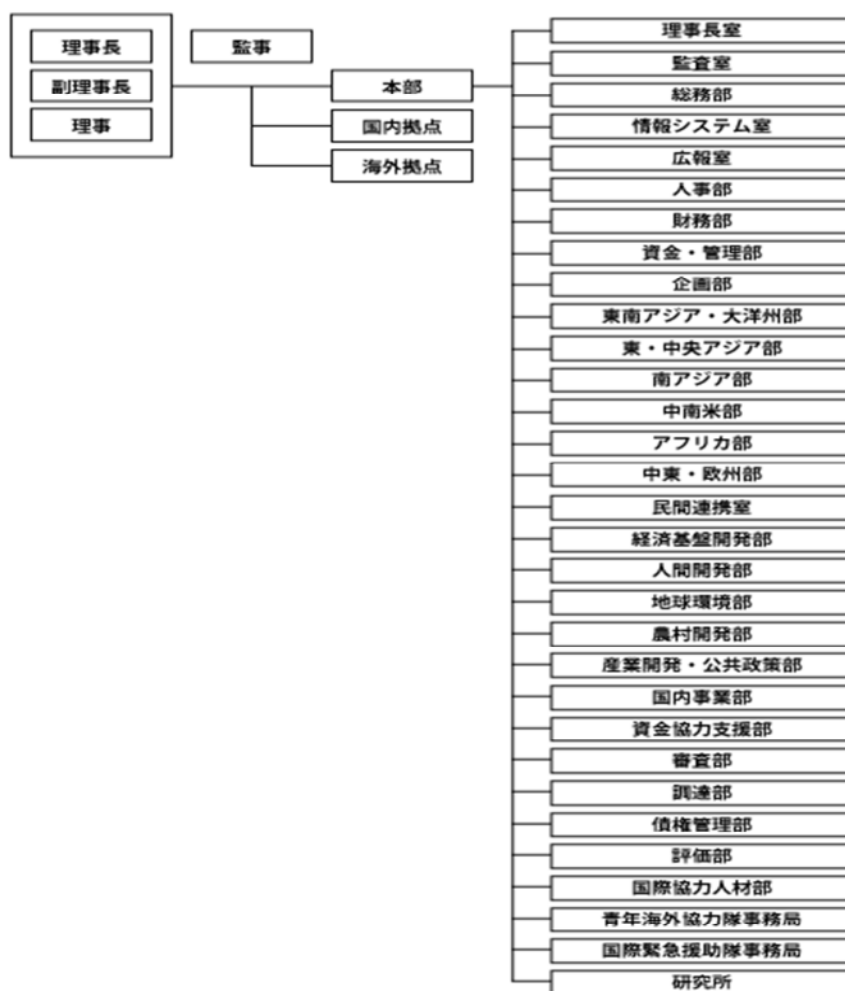 理事長
副理事長
理事
監事
本部
国内拠点
海外拠点
理事長室
監査室
総務部
情報システム室
広報室
人事部
財務部
資金・管理部
企画部
東南アジア・大洋州部
東・中央アジア部
南アジア部
中南米部
アフリカ部
中東・欧州部
民間連携室
経済基盤開発部
人間開発部
地球環境部
農村開発部
産業開発・公共政策部
国内事業部
資金協力支援部
審査部
調達部
債権管理部
評価部
国際協力人材部
青年海外協力隊事務局
国際緊急援助隊事務局
研究所